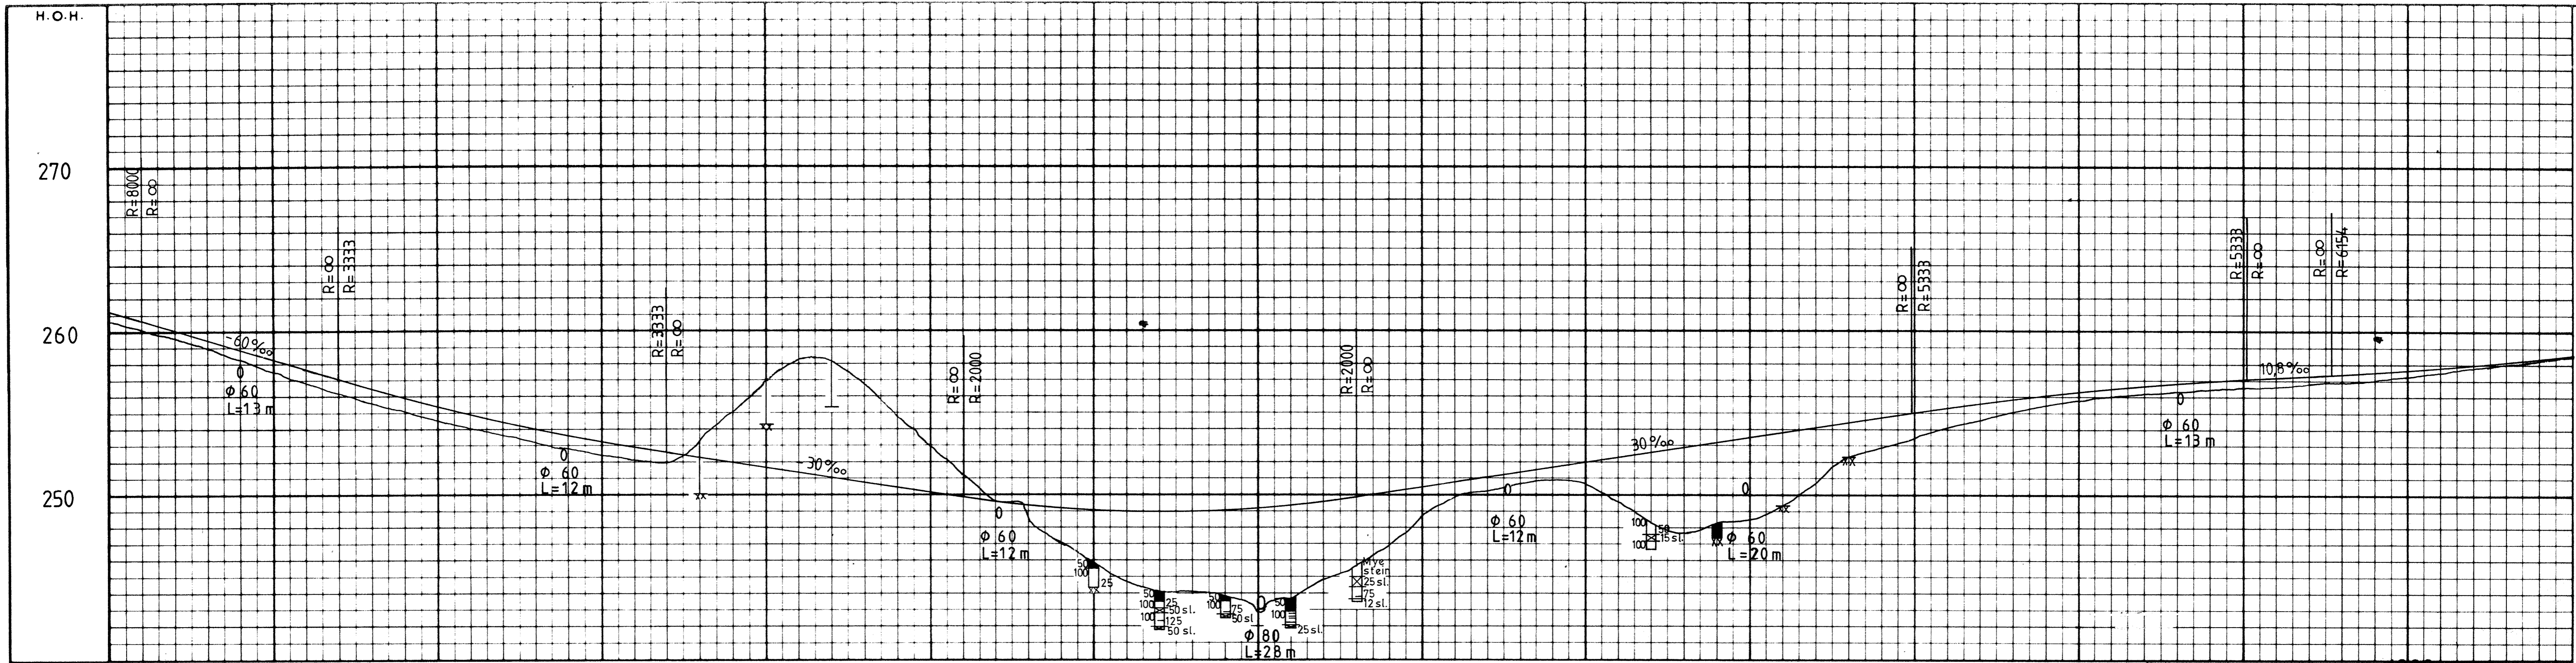 H.O.H.
270
260
250
R=8000
R=∞
R=∞
R=3333
R=3333
R=∞
R=∞
R=20000
R=20000
R=∞
R=∞
R=5333
R=5333
R=∞
R=∞
R=6154
-60‰
-30‰
30‰
10,8‰
φ 60
L=13 m
φ 60
L=12 m
φ 60
L=12 m
50
100
25
50
100
100
25
50 sl.
125
50 sl.
50
100
75
50 sl
φ 80
L=28 m
50
100
25 sl.
Mye
stein
25 sl.
75
12 sl.
φ 60
L=12 m
100
100
50
15 sl.
φ 60
L=20 m
φ 60
L=13 m